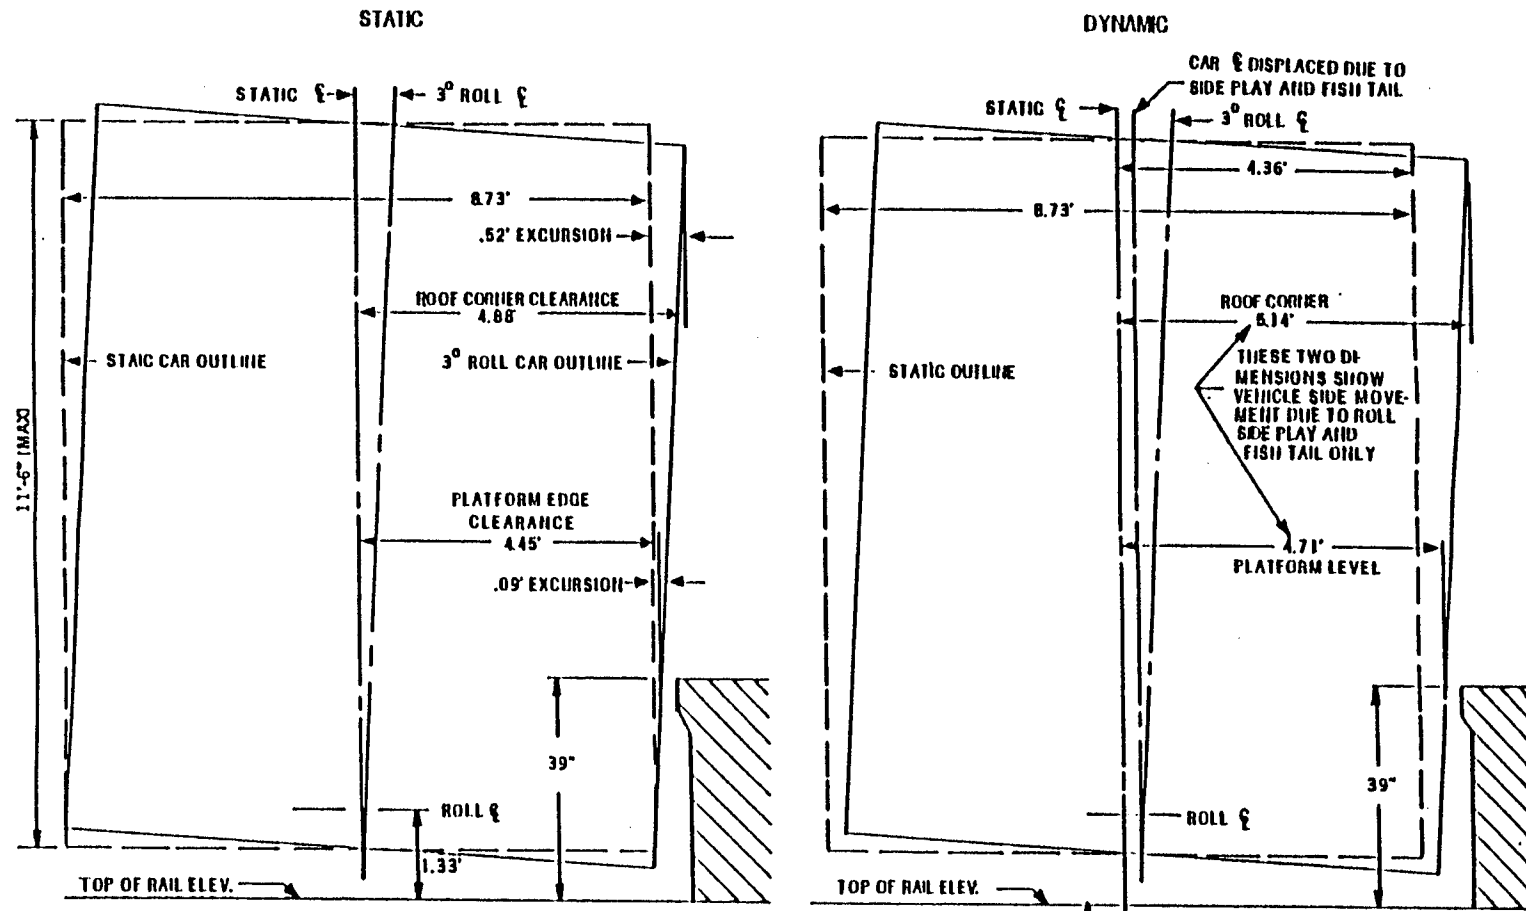 STATIC
STATIC ℄
3° ROLL ℄
8.73'
.52' EXCURSION
ROOF CORNER CLEARANCE
4.88'
STAIC CAR OUTLINE
3° ROLL CAR OUTLINE
11'-6" (MAX)
PLATFORM EDGE
CLEARANCE
4.45'
.09' EXCURSION
39"
ROLL ℄
1.33'
TOP OF RAIL ELEV.
DYNAMIC
CAR ℄ DISPLACED DUE TO
SIDE PLAY AND FISH TAIL
STATIC ℄
3° ROLL ℄
4.36'
8.73'
ROOF CORNER
5.14'
STATIC OUTLINE
THESE TWO DI-
MENSIONS SHOW
VEHICLE SIDE MOVE-
MENT DUE TO ROLL
SIDE PLAY AND
FISH TAIL ONLY
4.71'
PLATFORM LEVEL
39"
ROLL ℄
TOP OF RAIL ELEV.